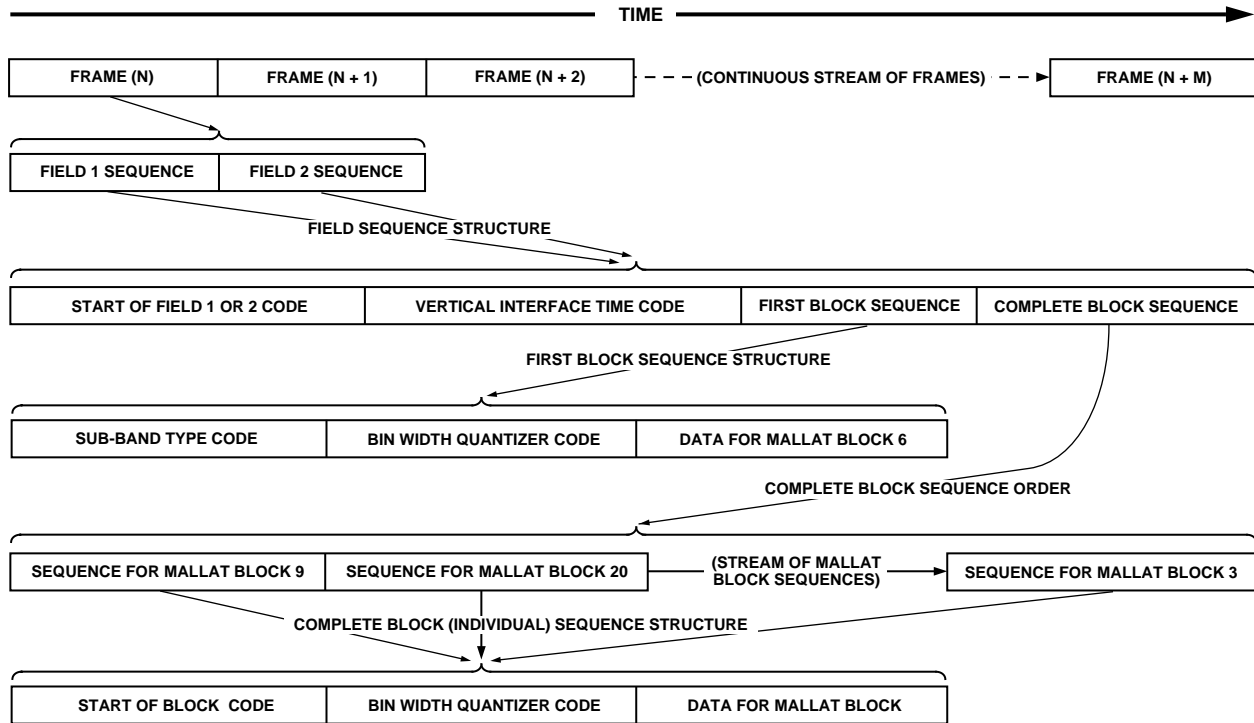 TIME
FRAME (N)
FRAME (N + 1)
FRAME (N + 2)
(CONTINUOUS STREAM OF FRAMES)
FRAME (N + M)
FIELD 1 SEQUENCE
FIELD 2 SEQUENCE
FIELD SEQUENCE STRUCTURE
START OF FIELD 1 OR 2 CODE
VERTICAL INTERFACE TIME CODE
FIRST BLOCK SEQUENCE
COMPLETE BLOCK SEQUENCE
FIRST BLOCK SEQUENCE STRUCTURE
SUB-BAND TYPE CODE
BIN WIDTH QUANTIZER CODE
DATA FOR MALLAT BLOCK 6
COMPLETE BLOCK SEQUENCE ORDER
SEQUENCE FOR MALLAT BLOCK 9
SEQUENCE FOR MALLAT BLOCK 20
(STREAM OF MALLAT
BLOCK SEQUENCES)
SEQUENCE FOR MALLAT BLOCK 3
COMPLETE BLOCK (INDIVIDUAL) SEQUENCE STRUCTURE
START OF BLOCK CODE
BIN WIDTH QUANTIZER CODE
DATA FOR MALLAT BLOCK